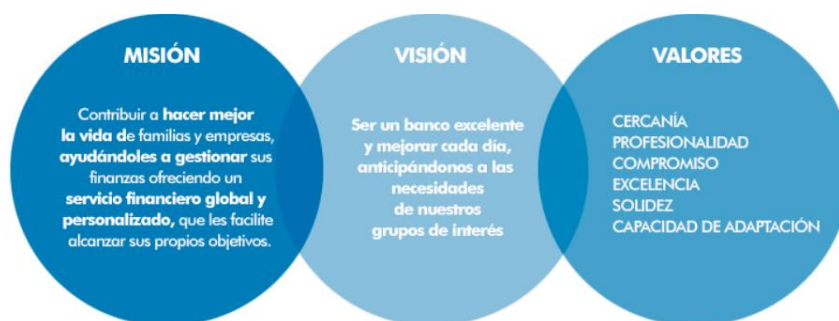 MISIÓN
Contribuir a hacer mejor
la vida de familias y empresas,
ayudándoles a gestionar sus
finanzas ofreciendo un
servicio financiero global y
personalizado, que les facilite
alcanzar sus propios objetivos.
VISIÓN
Ser un banco excelente
y mejorar cada día,
anticipándonos a las
necesidades
de nuestros
grupos de interés
VALORES
CERCANÍA
PROFESIONALIDAD
COMPROMISO
EXCELENCIA
SOLIDEZ
CAPACIDAD DE ADAPTACIÓN